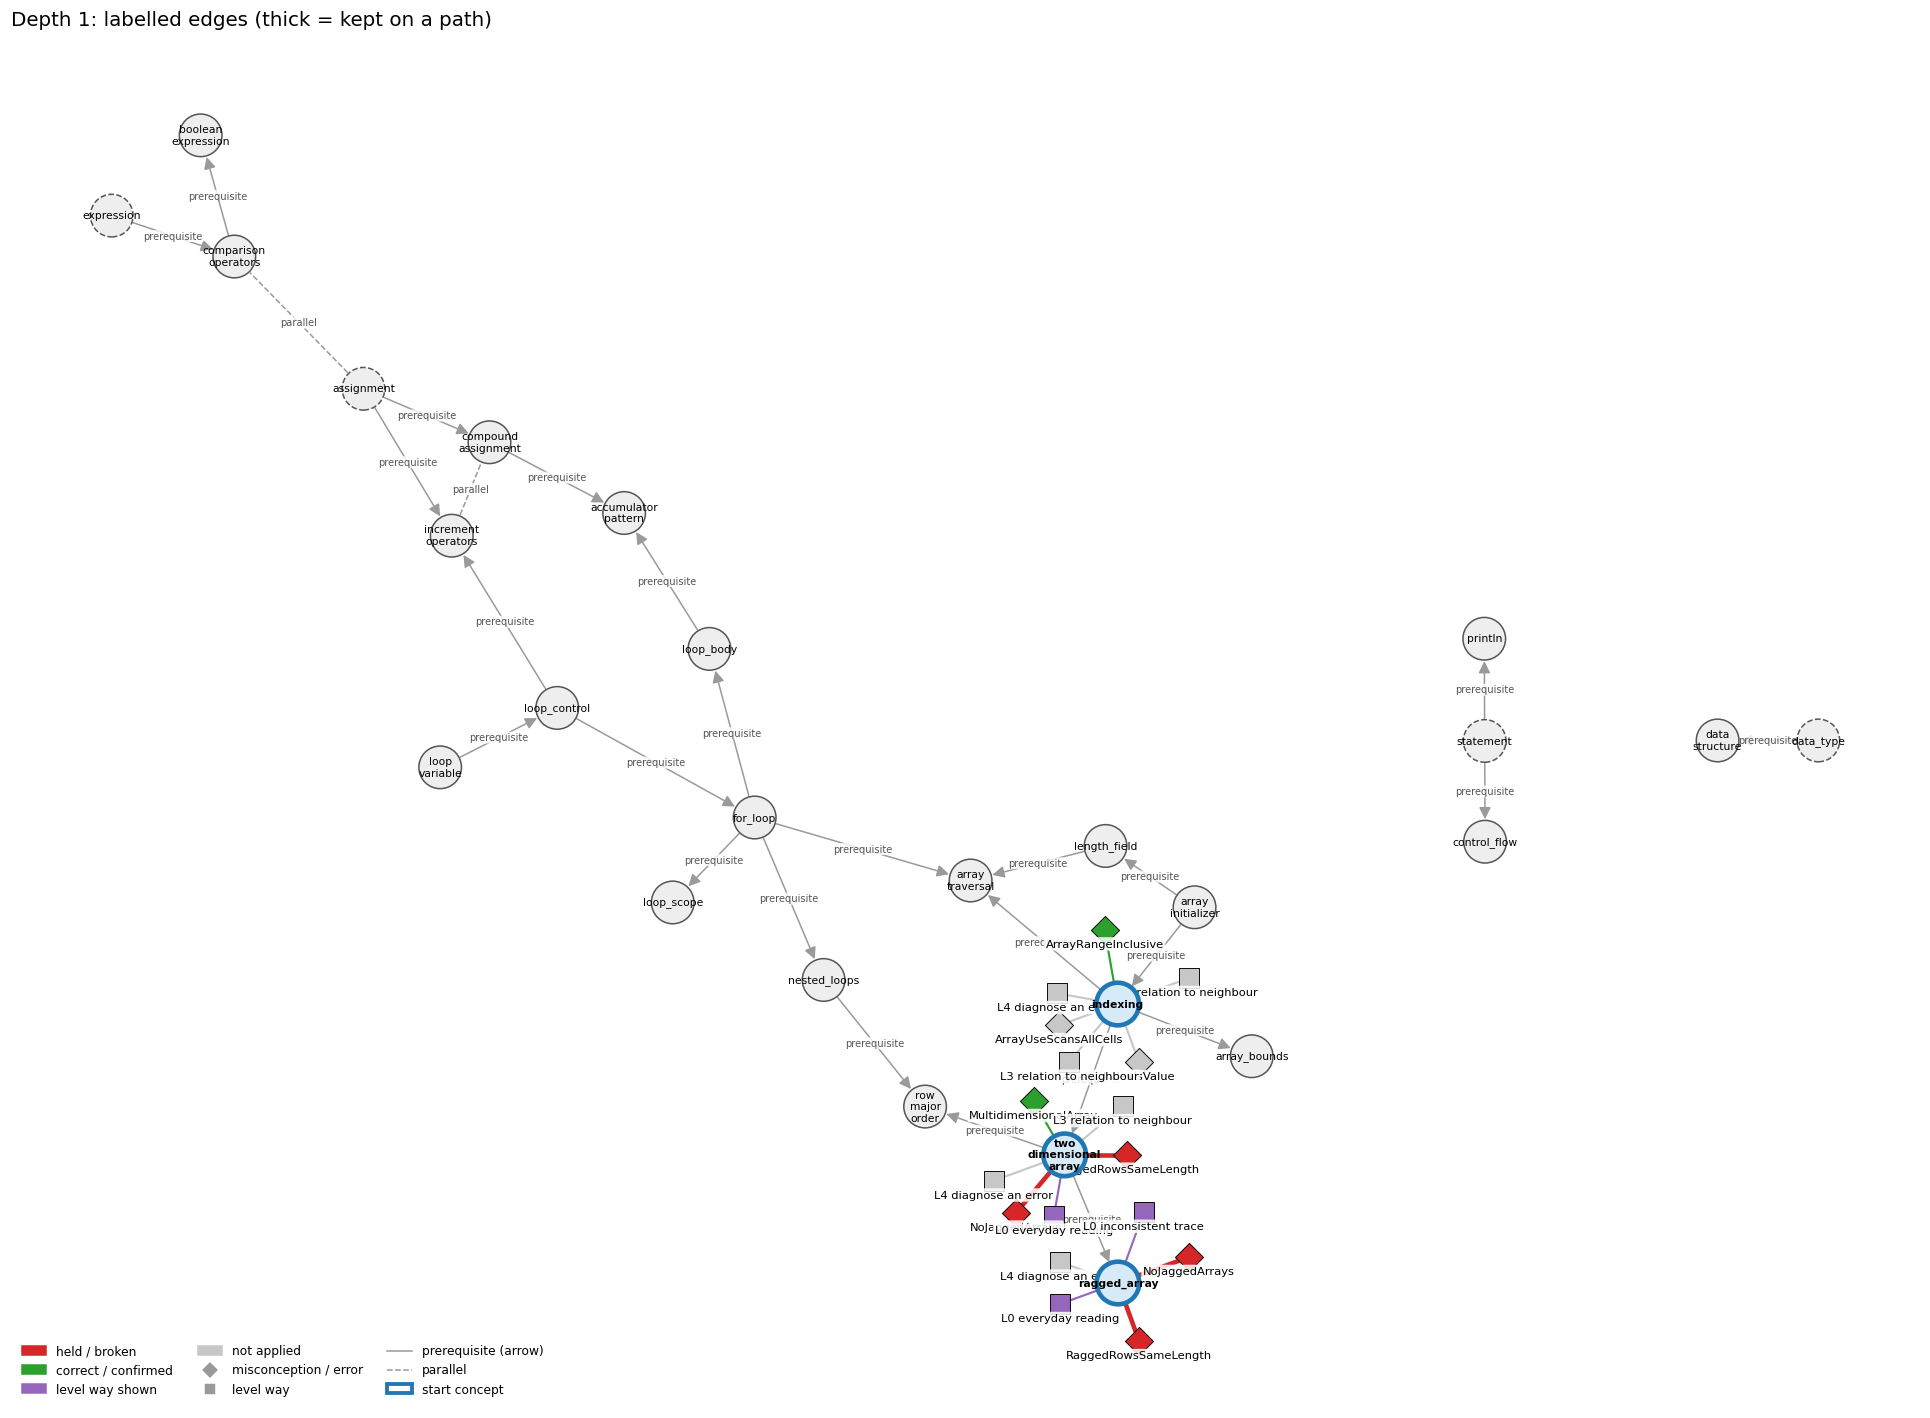 Depth 1: labelled edges (thick = kept on a path)
boolean
expression
prerequisite
expression
prerequisite
comparison
operators
parallel
assignment
prerequisite
compound
assignment
prerequisite
parallel
prerequisite
accumulator
pattern
increment
operators
prerequisite
prerequisite
println
loop_body
prerequisite
loop_control
prerequisite
prerequisite
loop
variable
prerequisite
statement
data
structure
prerequisite
data_type
prerequisite
for_loop
control_flow
prerequisite
prerequisite
length_field
prerequisite
prerequisite
array
traversal
prerequisite
loop_scope
array
initializer
ArrayRangeInclusive
prerequisite
nested_loops
relation to neighbour
L4 diagnose an
indexing
prerequisite
ArrayUseScansAllCells
prerequisite
array_bounds
L3 relation to neighbour
Value
row
major
order
L3 relation to neighbour
prerequisite
two
dimensional
array
RowsSameLength
L4 diagnose an error
prerequisite
L0 everyday reading
L0 inconsistent trace
NoJaggedArrays
L4 diagnose an
ragged_array
L0 everyday reading
RaggedRowsSameLength
held / broken
correct / confirmed
level way shown
not applied
misconception / error
level way
prerequisite (arrow)
parallel
start concept